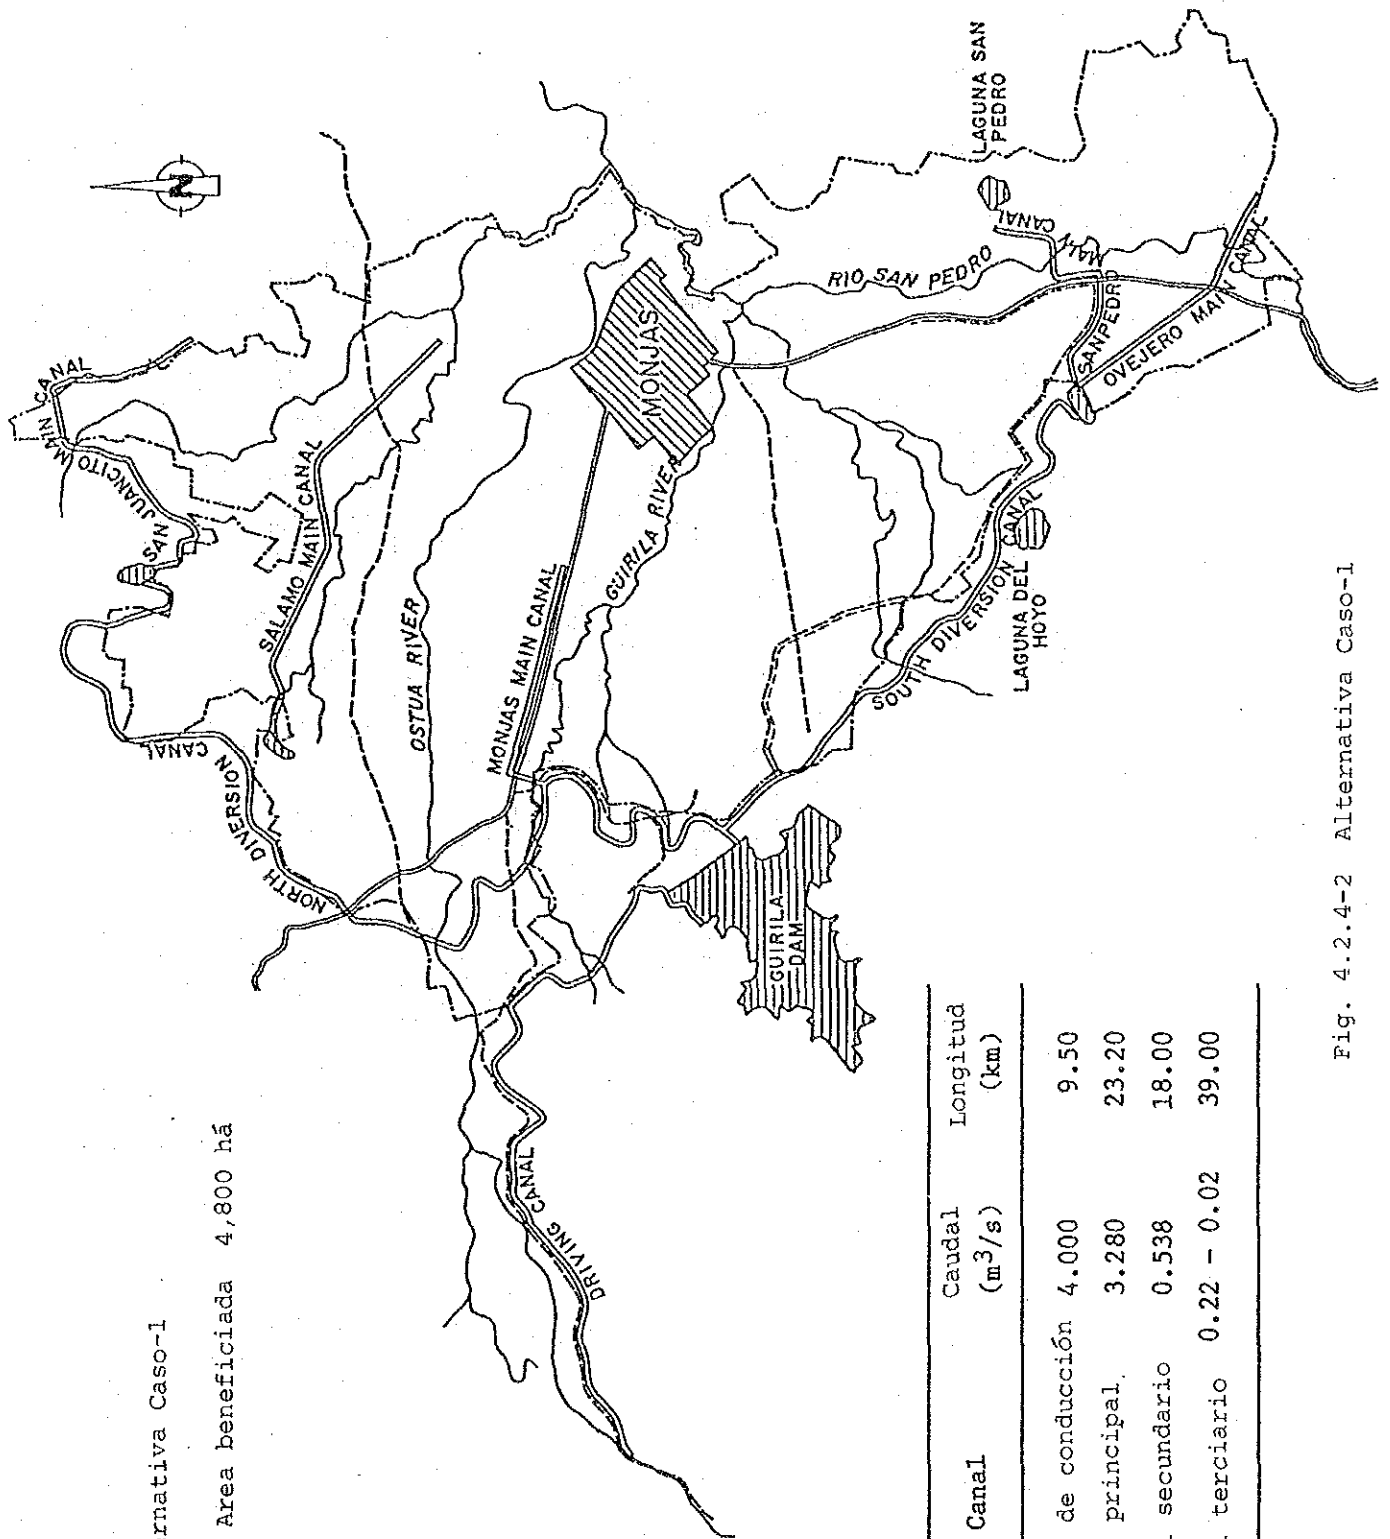 rnativa Caso-1
Area beneficiada 4,800 há
Canal Caudal (m³/s) Longitud (km)
de conducción 4.000 9.50
principal. 3.280 23.20
. secundario 0.538 18.00
. terciario 0.22 - 0.02 39.00
N
SAN JUANCITO MAIN CANAL
SALAMO MAIN CANAL
NORTH DIVERSION CANAL
OSTUA RIVER
MONJAS MAIN CANAL
MONJAS
GUIRILA RIVER
DRIVING CANAL
GUIRILA
DAM
SOUTH DIVERSION CANAL
LAGUNA DEL
HOYO
RIO SAN PEDRO
LAGUNA SAN
PEDRO
SANPEDRO MAIN CANAL
OVEJERO MAIN CANAL
Fig. 4.2.4-2 Alternativa Caso-1